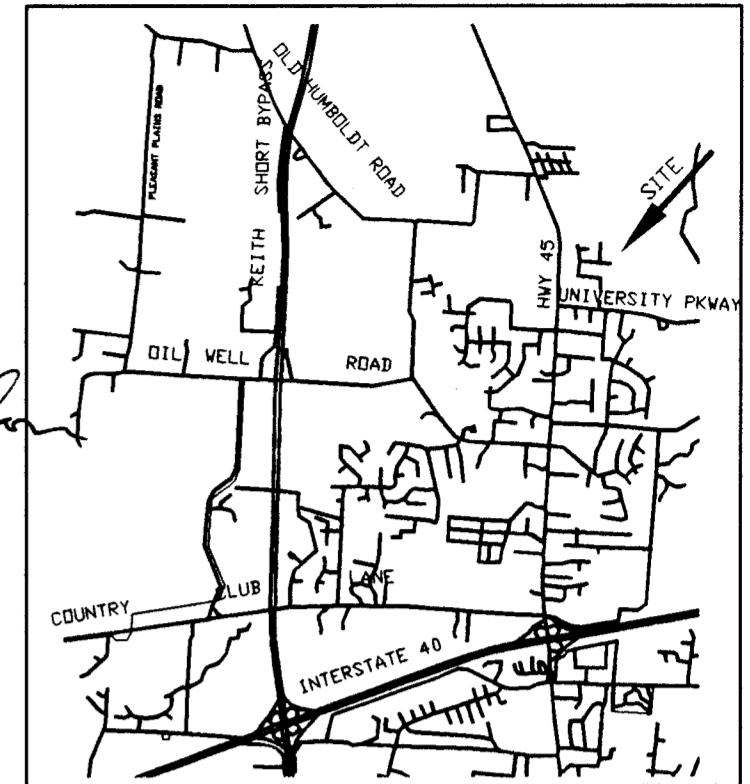 OLD HUMBOLDT ROAD
KEITH SHORT BYPASS
PLEASANT PLAINS ROAD
SITE
HWY 45
UNIVERSITY PKWAY
OIL WELL ROAD
COUNTRY CLUB LANE
INTERSTATE 40